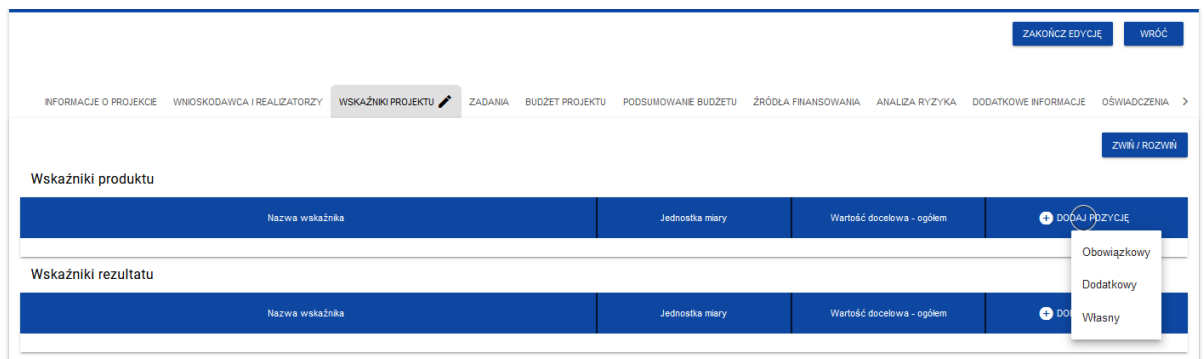 ZAKOŃCZ EDYCJĘ WRÓĆ
INFORMACJE O PROJEKCIE WNIOSKODAWCA I REALIZATORZY WSKAŹNIKI PROJEKTU ZADANIA BUDŻET PROJEKTU PODSUMOWANIE BUDŻETU ŹRÓDŁA FINANSOWANIA ANALIZA RYZYKA DODATKOWE INFORMACJE OŚWIADCZENIA
ZWIŃ / ROZWIŃ
Wskaźniki produktu
Nazwa wskaźnika Jednostka miary Wartość docelowa - ogółem DODAJ POZYCJĘ
Obowiązkowy
Dodatkowy
Własny
Wskaźniki rezultatu
Nazwa wskaźnika Jednostka miary Wartość docelowa - ogółem